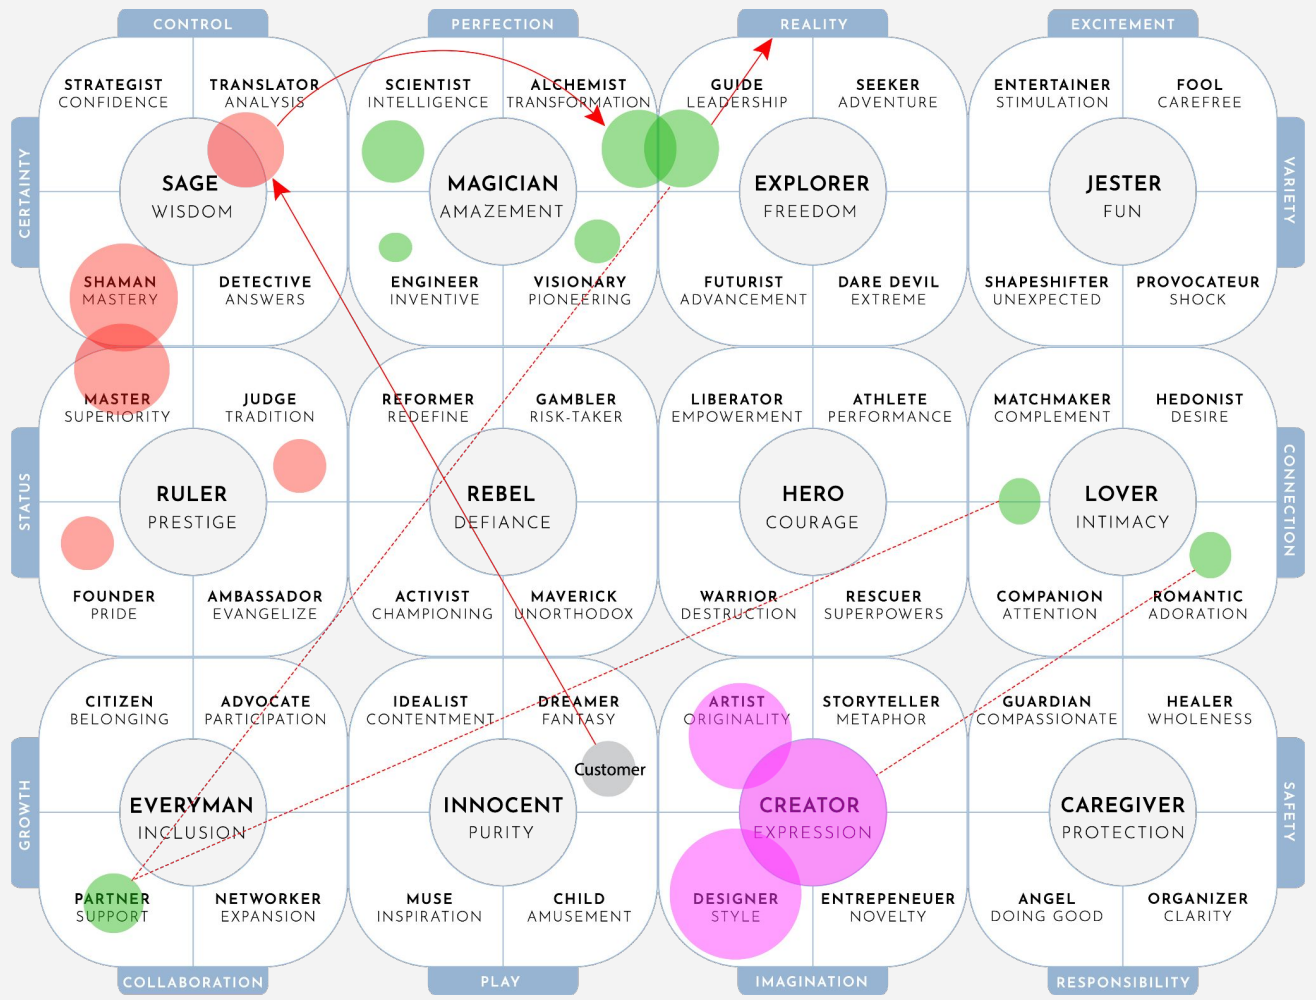 CONTROL
PERFECTION
REALITY
EXCITEMENT
STRATEGIST
CONFIDENCE
TRANSLATOR
ANALYSIS
SCIENTIST
INTELLIGENCE
ALCHEMIST
TRANSFORMATION
GUIDE
LEADERSHIP
SEEKER
ADVENTURE
ENTERTAINER
STIMULATION
FOOL
CAREFREE
CERTAINTY
SAGE
WISDOM
MAGICIAN
AMAZEMENT
EXPLORER
FREEDOM
JESTER
FUN
VARIETY
SHAMAN
MASTERY
DETECTIVE
ANSWERS
ENGINEER
INVENTIVE
VISIONARY
PIONEERING
FUTURIST
ADVANCEMENT
DARE DEVIL
EXTREME
SHAPESHIFTER
UNEXPECTED
PROVOCATEUR
SHOCK
MASTER
SUPERIORITY
JUDGE
TRADITION
REFORMER
REDEFINE
GAMBLER
RISK-TAKER
LIBERATOR
EMPOWERMENT
ATHLETE
PERFORMANCE
MATCHMAKER
COMPLEMENT
HEDONIST
DESIRE
STATUS
RULER
PRESTIGE
REBEL
DEFIANCE
HERO
COURAGE
LOVER
INTIMACY
CONNECTION
FOUNDER
PRIDE
AMBASSADOR
EVANGELIZE
ACTIVIST
CHAMPIONING
MAVERICK
UNORTHODOX
WARRIOR
DESTRUCTION
RESCUER
SUPERPOWERS
COMPANION
ATTENTION
ROMANTIC
ADORATION
CITIZEN
BELONGING
ADVOCATE
PARTICIPATION
IDEALIST
CONTENTMENT
DREAMER
FANTASY
ARTIST
ORIGINALITY
STORYTELLER
METAPHOR
GUARDIAN
COMPASSIONATE
HEALER
WHOLENESS
Customer
GROWTH
EVERYMAN
INCLUSION
INNOCENT
PURITY
CREATOR
EXPRESSION
CAREGIVER
PROTECTION
SAFETY
PARTNER
SUPPORT
NETWORKER
EXPANSION
MUSE
INSPIRATION
CHILD
AMUSEMENT
DESIGNER
STYLE
ENTREPENEUER
NOVELTY
ANGEL
DOING GOOD
ORGANIZER
CLARITY
COLLABORATION
PLAY
IMAGINATION
RESPONSIBILITY